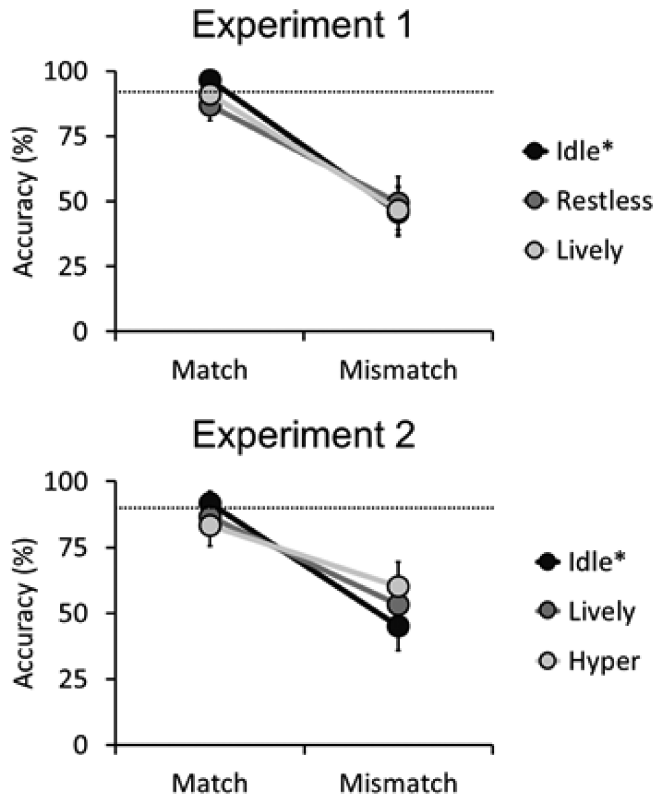 Experiment 1
100
75
50
25
0
Accuracy (%)
Match
Mismatch
Idle*
Restless
Lively
Experiment 2
100
75
50
25
0
Accuracy (%)
Match
Mismatch
Idle*
Lively
Hyper